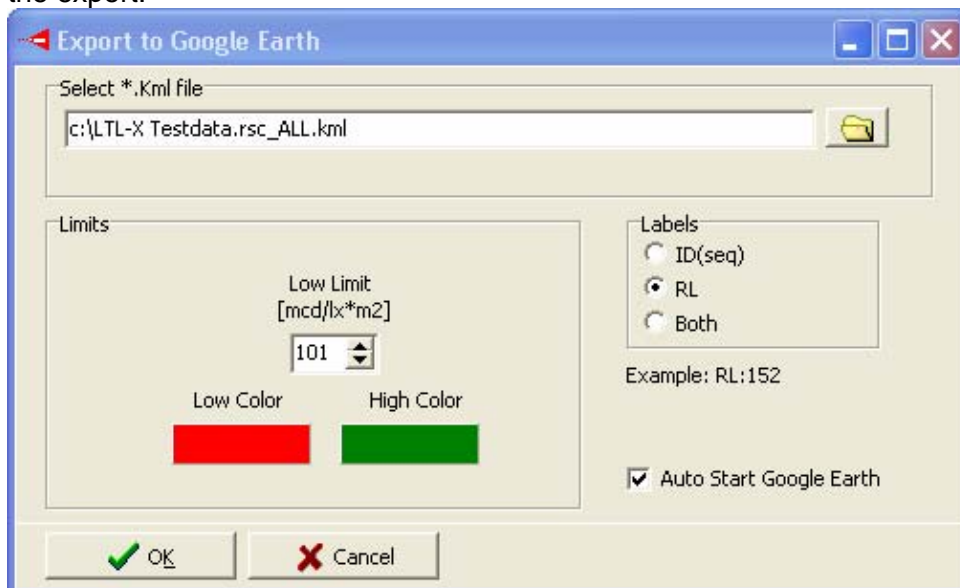 the export.
Export to Google Earth
Select *.Kml file
c:\LTL-X Testdata.rsc_ALL.kml
Limits
Low Limit
[mcd/lx*m2]
101
Low Color High Color
Labels
ID(seq)
RL
Both
Example: RL:152
Auto Start Google Earth
OK Cancel